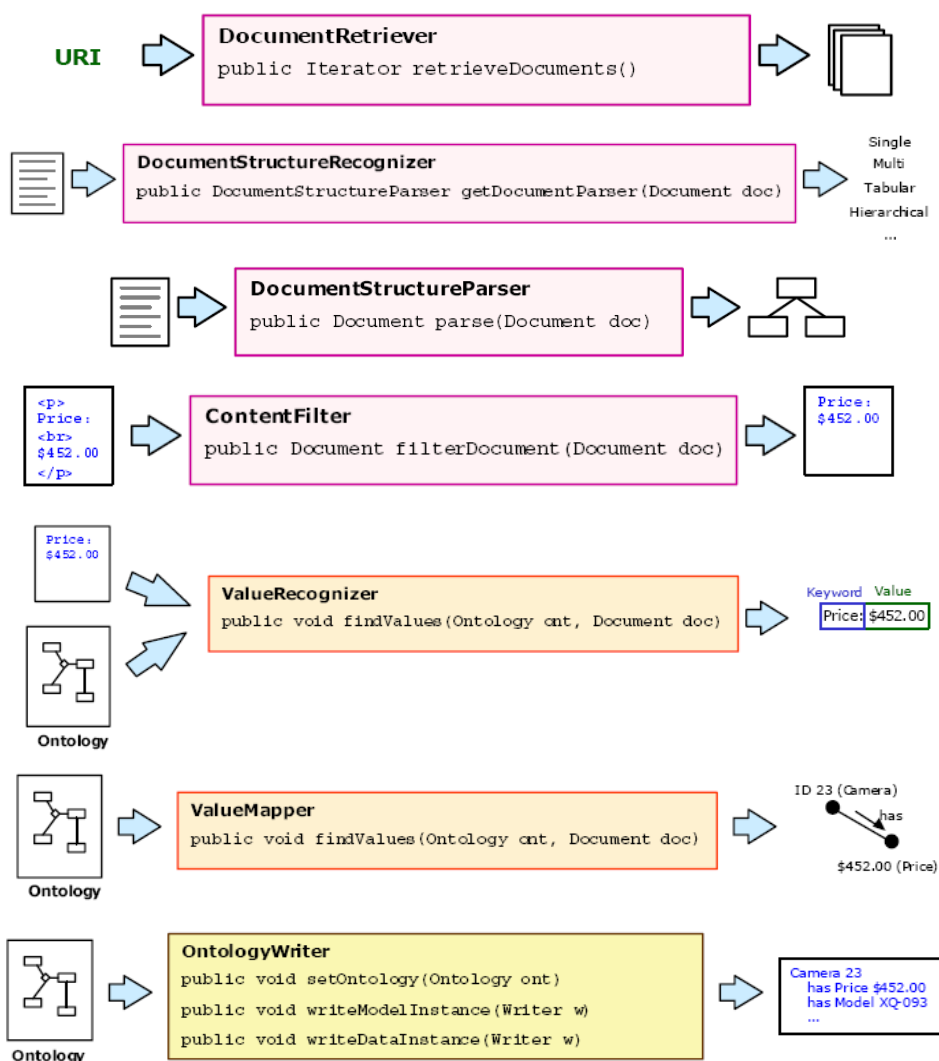 DocumentRetriever
URI
public Iterator retrieveDocuments()
DocumentStructureRecognizer
public DocumentStructureParser getDocumentParser(Document doc)
Single
Multi
Tabular
Hierarchical
...
DocumentStructureParser
public Document parse(Document doc)
<p>
Price:
<br>
$452.00
</p>
ContentFilter
public Document filterDocument(Document doc)
Price:
$452.00
Price:
$452.00
Ontology
ValueRecognizer
public void findValues(Ontology ont, Document doc)
Keyword Value
Price: $452.00
Ontology
ValueMapper
public void findValues(Ontology ont, Document doc)
ID 23 (Camera)
has
$452.00 (Price)
Ontology
OntologyWriter
public void setOntology(Ontology ont)
public void writeModelInstance(Writer w)
public void writeDataInstance(Writer w)
Camera 23
has Price $452.00
has Model XQ-093
...